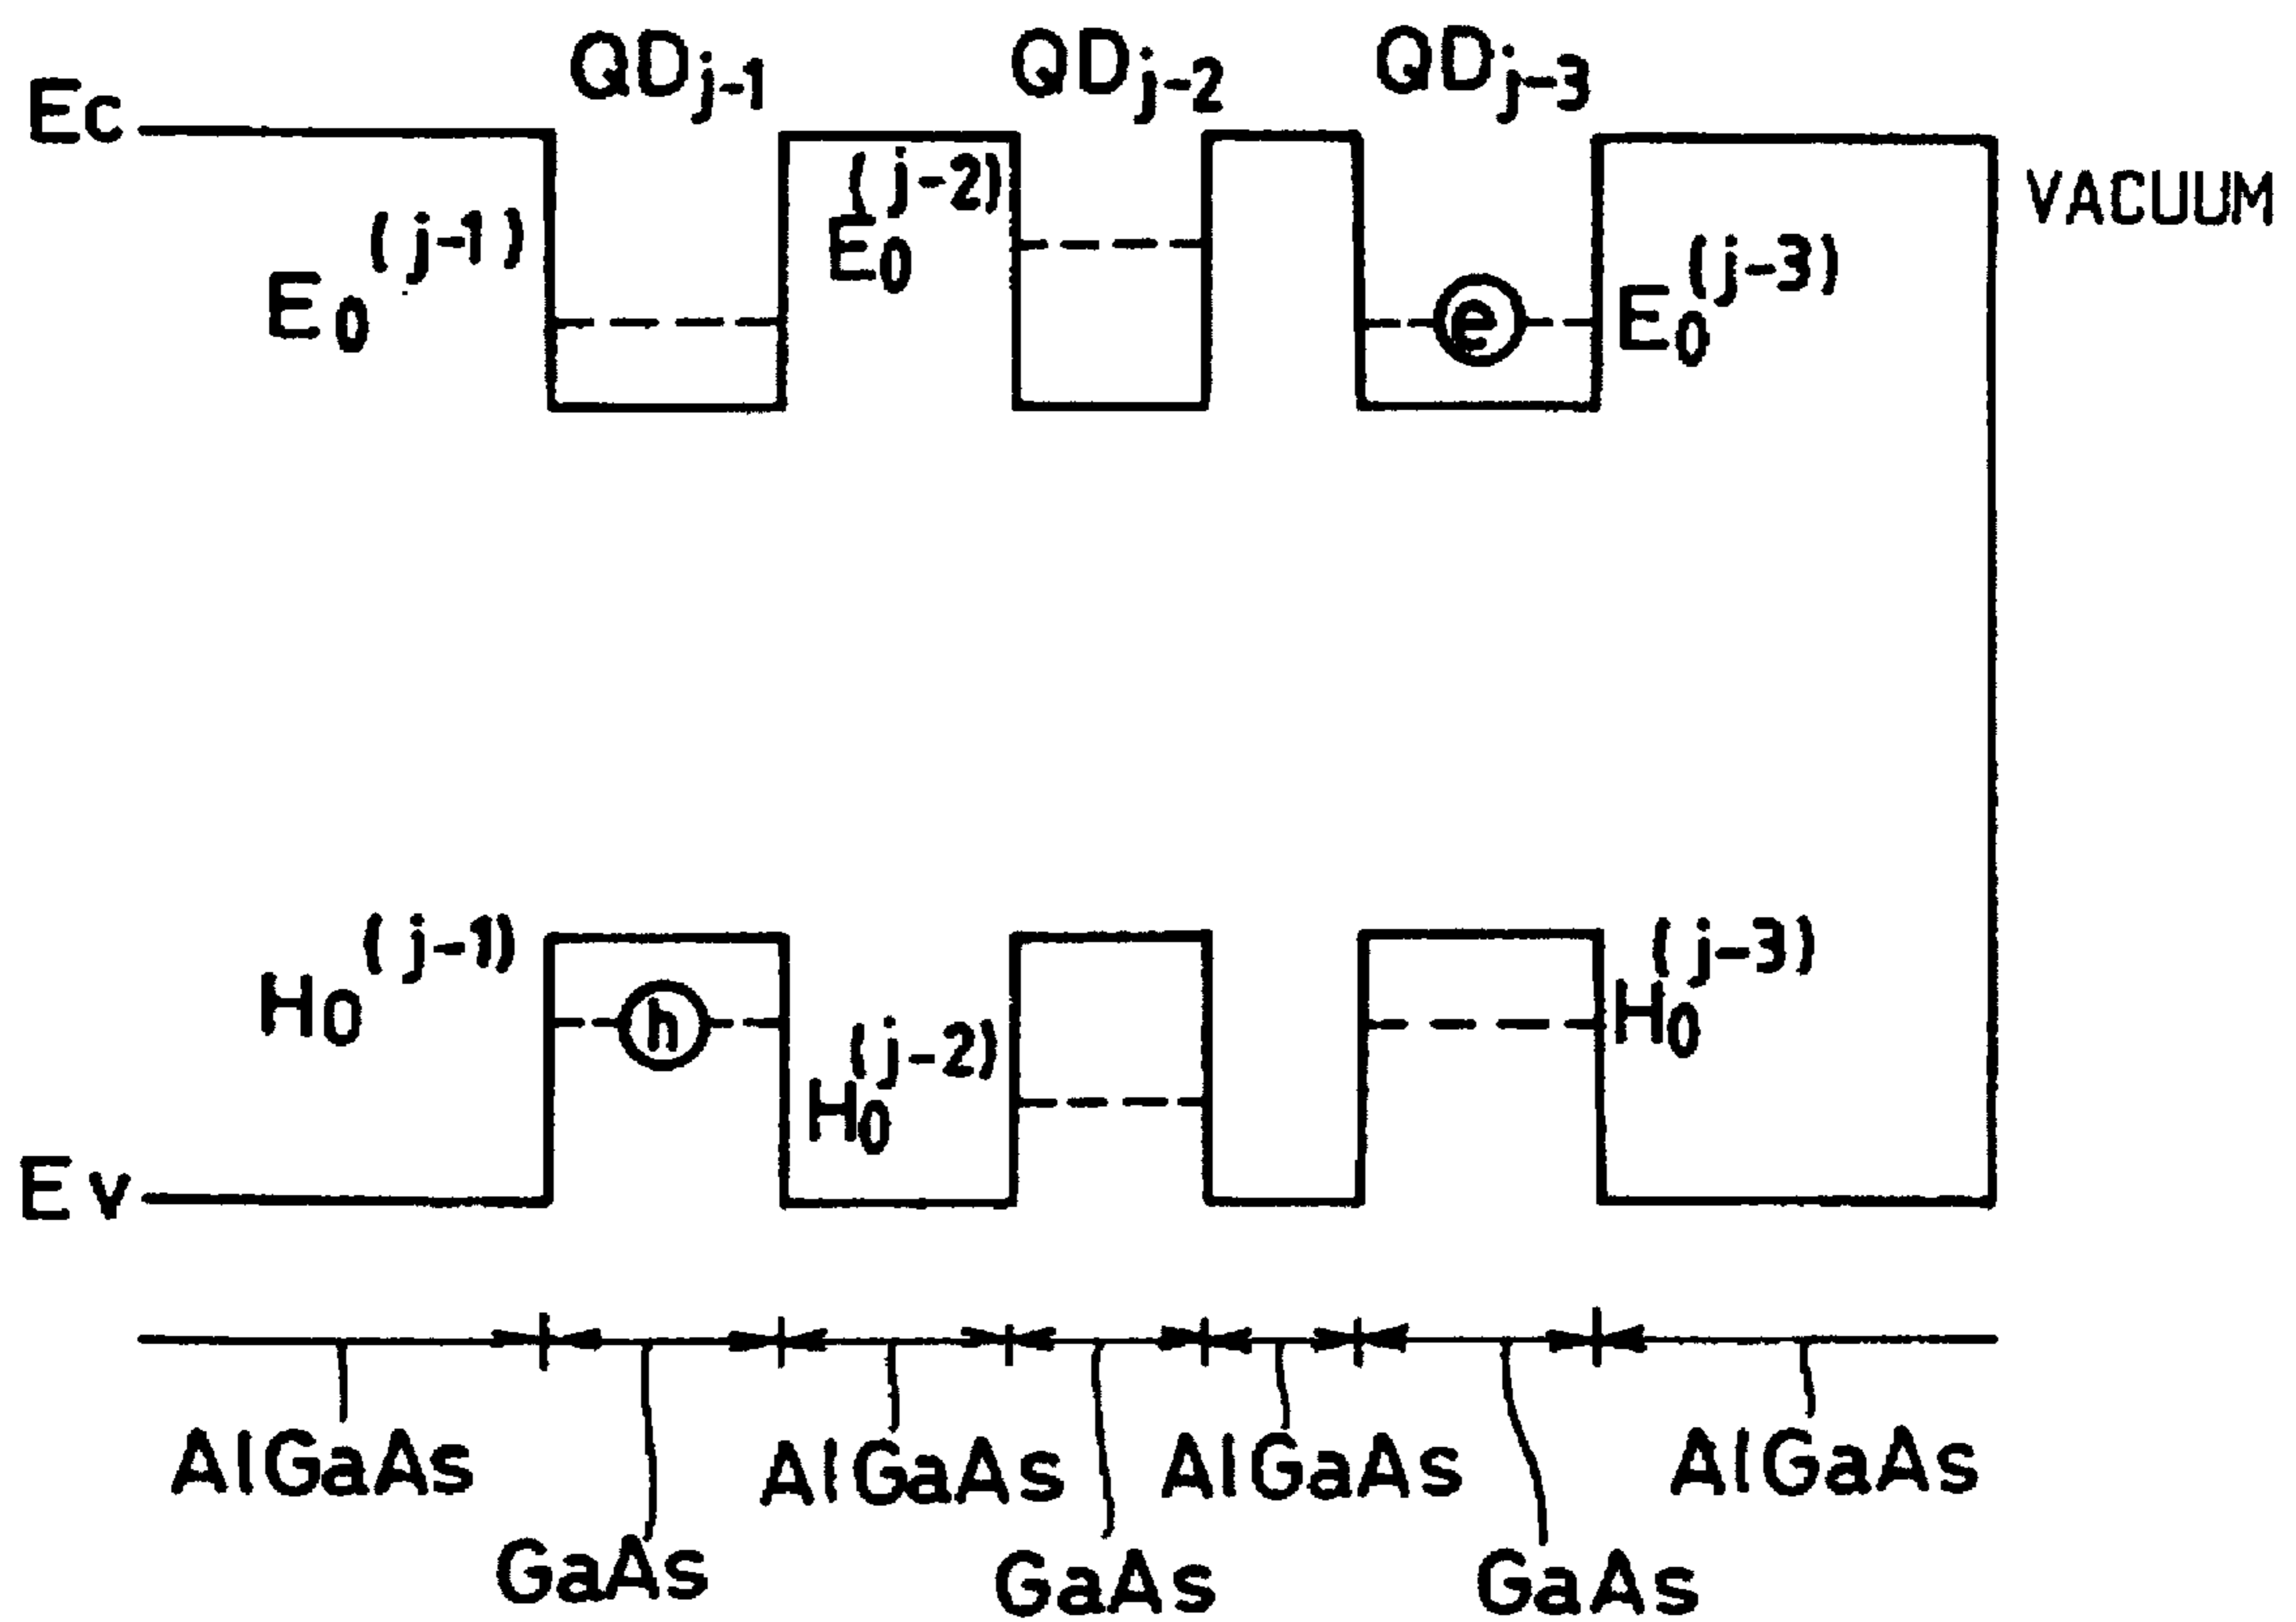 QDj-1 QDj-2 QDj-3
Ec
VACUUM
E0(j-1) E0(j-2) E0(j-3)
e
H0(j-1) H0(j-2) H0(j-3)
h
Ev
AlGaAs AlGaAs AlGaAs AlGaAs
GaAs GaAs GaAs